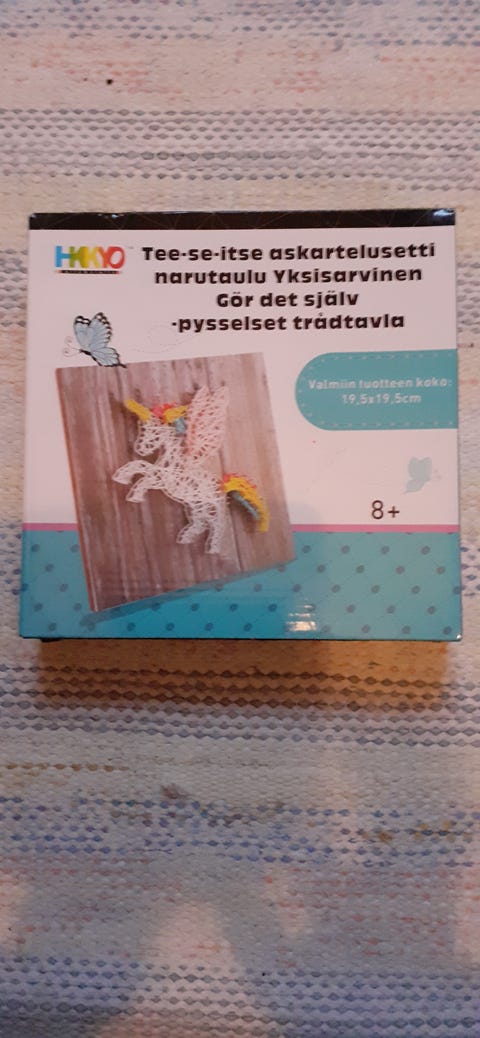 HKKYO
Tee-se-itse askartelusetti
narutaulu Yksisarvinen
Gör det själv
-pysselset trådtavla
Valmiin tuotteen koko:
19,5x19,5cm
8+